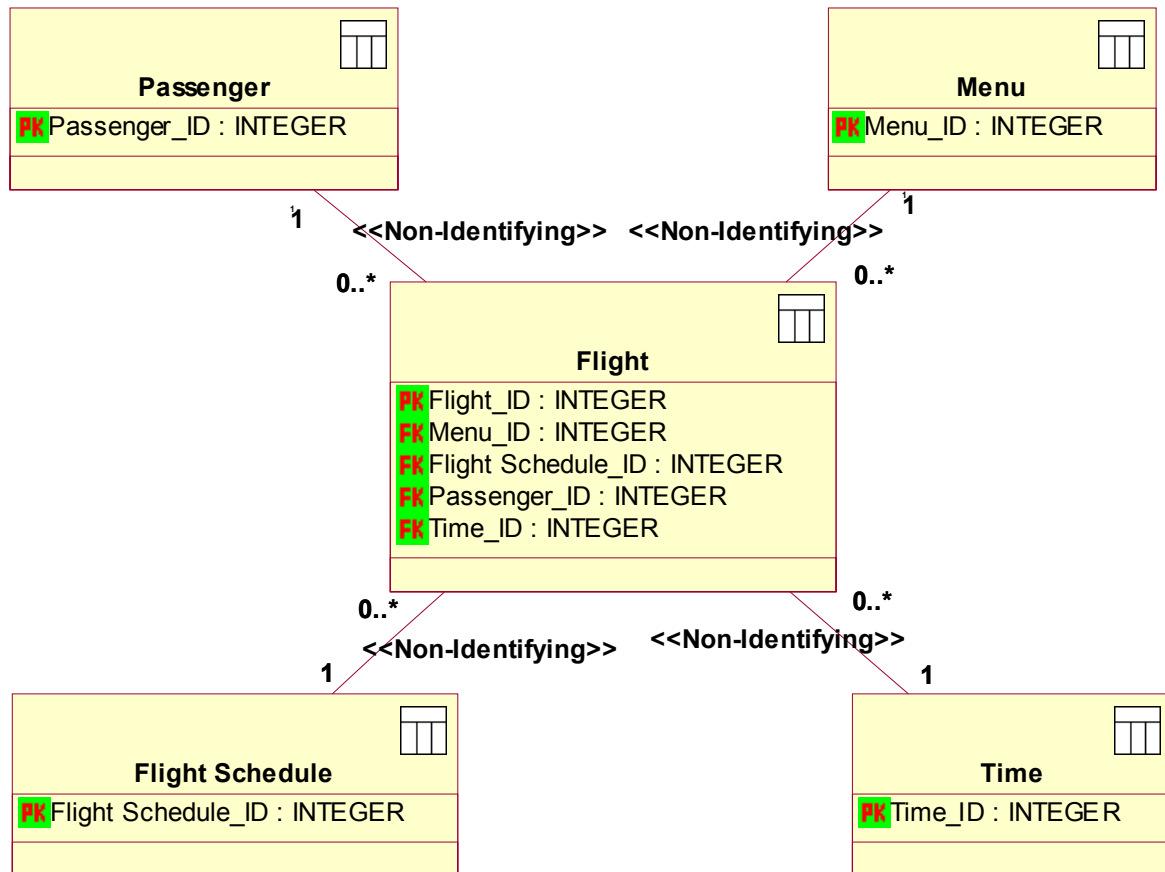 Passenger
PK Passenger_ID : INTEGER
Menu
PK Menu_ID : INTEGER
1
1
<<Non-Identifying>>
<<Non-Identifying>>
1
1
0..*
0..*
Flight
PK Flight_ID : INTEGER
FK Menu_ID : INTEGER
FK Flight Schedule_ID : INTEGER
FK Passenger_ID : INTEGER
FK Time_ID : INTEGER
0..*
0..*
<<Non-Identifying>>
<<Non-Identifying>>
1
1
Flight Schedule
PK Flight Schedule_ID : INTEGER
Time
PK Time_ID : INTEGER